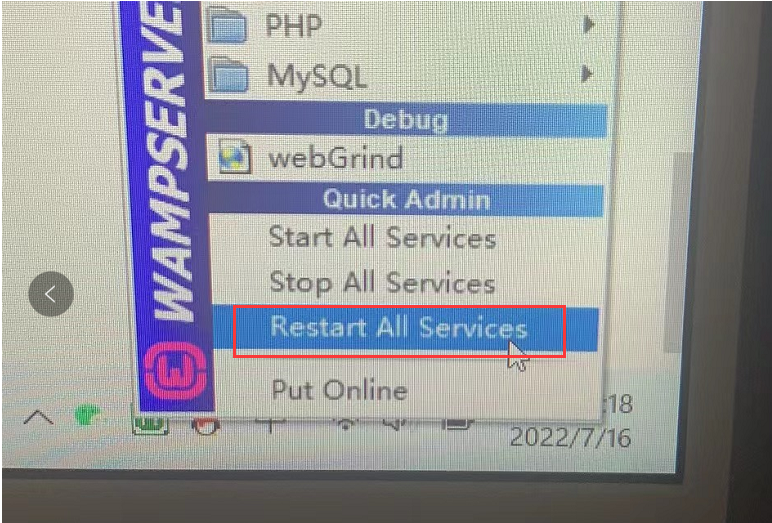 WAMPSERVE
PHP
MySQL
Debug
webGrind
Quick Admin
Start All Services
Stop All Services
Restart All Services
Put Online
:18
2022/7/16